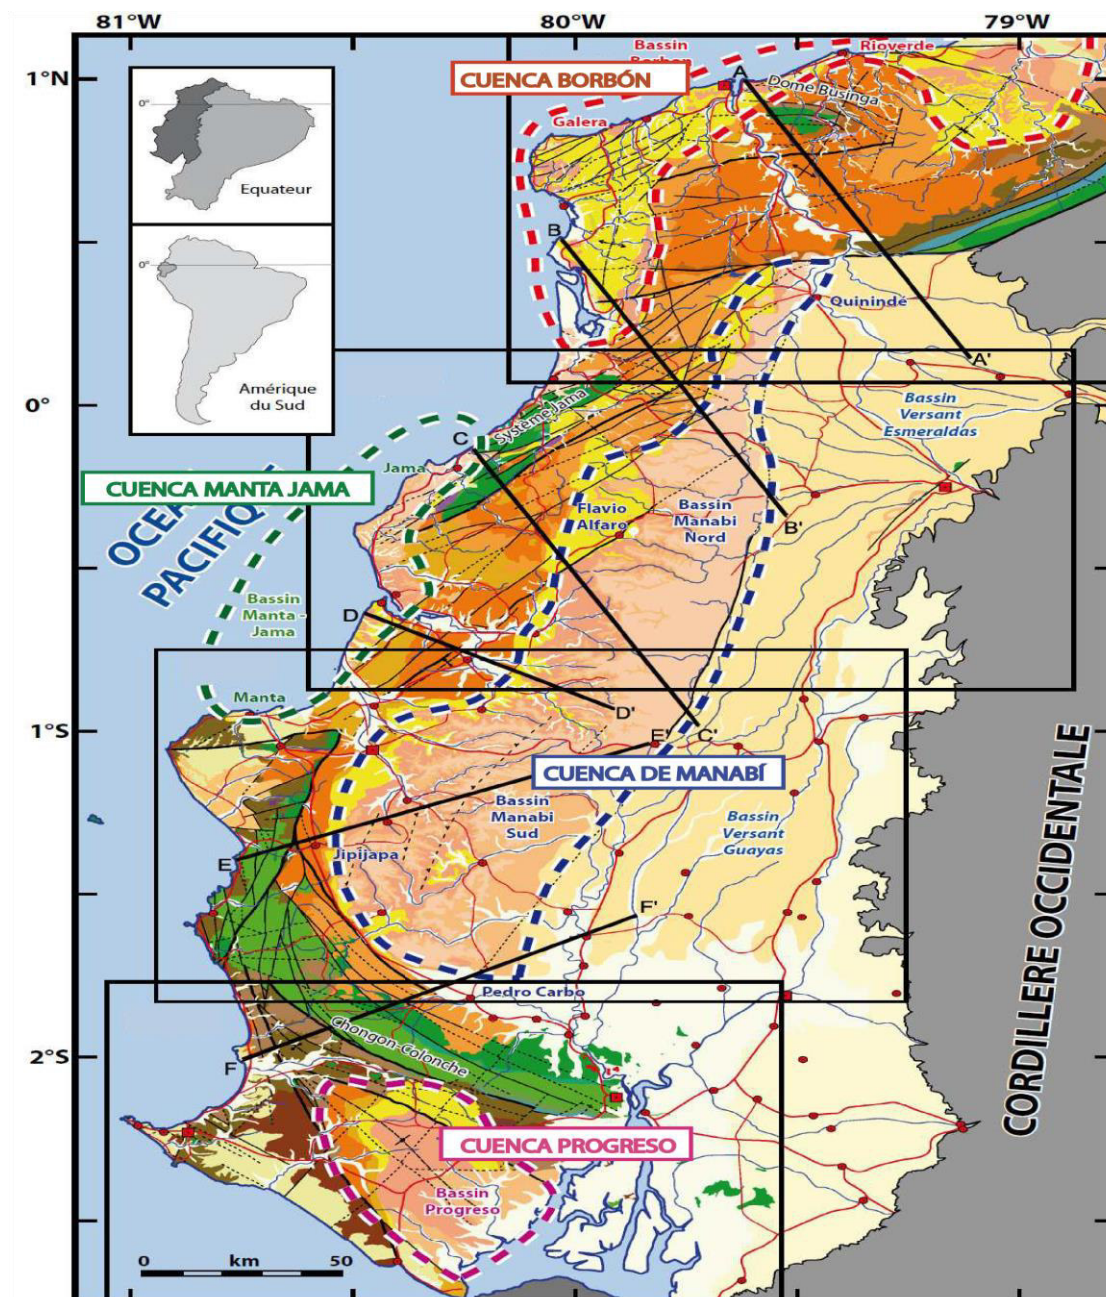 81°W
80°W
79°W
1°N
0°
1°S
2°S
0°
Equateur
0°
Amérique
du Sud
Bassin
CUENCA BORBÓN
Rioverde
A
Dome Businga
Galera
B
Quinindé
A'
Système Jama
C
Jama
Bassin
Versant
Esmeraldas
CUENCA MANTA JAMA
OCEAN
PACIFIQUE
Flavio
Alfaro
Bassin
Manabi
Nord
B'
Bassin
Manta -
Jama
D
Manta
D'
C'
E'
CUENCA DE MANABÍ
Bassin
Manabi
Sud
Bassin
Versant
Guayas
Jipijapa
E
F'
Pedro Carbo
Chongon-Colonche
F
CORDILLERE OCCIDENTALE
CUENCA PROGRESO
Bassin
Progreso
0
km
50